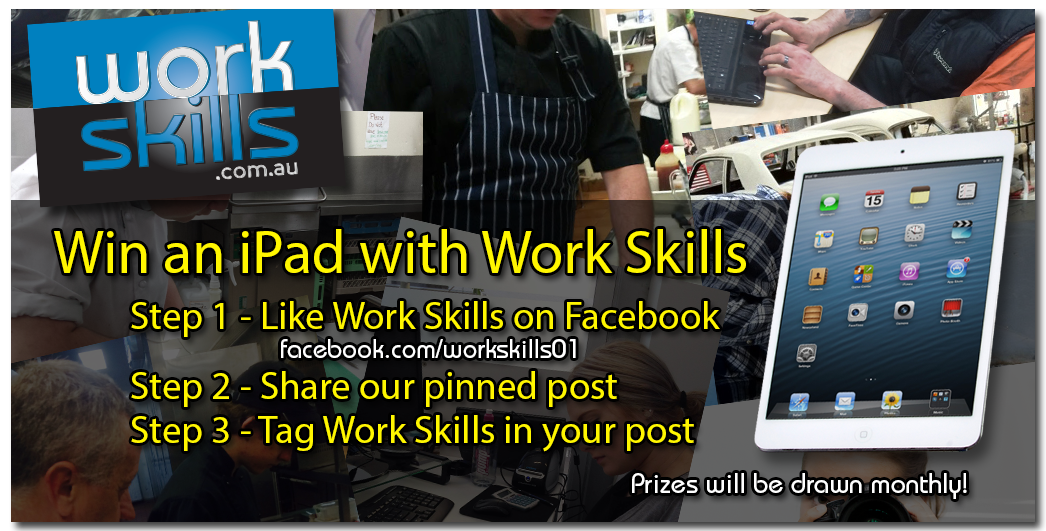 work
skills
.com.au
Win an iPad with Work Skills
Step 1 - Like Work Skills on Facebook
facebook.com/workskills01
Step 2 - Share our pinned post
Step 3 - Tag Work Skills in your post
Prizes will be drawn monthly!
15
Settings